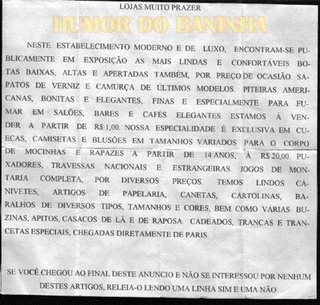 LOJAS MUITO PRAZER
HUMOR DO BANINHA
NESTE ESTABELECIMENTO MODERNO E DE LUXO, ENCONTRAM-SE PU-
BLICAMENTE EM EXPOSIÇÃO AS MAIS LINDAS E CONFORTÁVEIS BO-
TAS BAIXAS, ALTAS E APERTADAS TAMBÉM, POR PREÇO DE OCASIÃO. SA-
PATOS DE VERNIZ E CAMURÇA DE ÚLTIMOS MODELOS. PITEIRAS AMERI-
CANAS, BONITAS E ELEGANTES, FINAS E ESPECIALMENTE PARA FU-
MAR EM SALÕES, BARES E CAFÉS ELEGANTES ESTAMOS Á VEN-
DER A PARTIR DE R$ 1,00. NOSSA ESPECIALIDADE É EXCLUSIVA EM CU-
ECAS, CAMISETAS E BLUSÕES EM TAMANHOS VARIADOS PARA O CORPO
DE MOCINHAS E RAPAZES A PARTIR DE 14 ANOS, À R$ 20,00. PU-
XADORES, TRAVESSAS NACIONAIS E ESTRANGEIRAS JOGOS DE MON-
TARIA COMPLETA, POR DIVERSOS PREÇOS. TEMOS LINDOS CA-
NIVETES, ARTIGOS DE PAPELARIA, CANETAS, CARTOLINAS, BA-
RALHOS DE DIVERSOS TIPOS, TAMANHOS E CORES, BEM COMO VÁRIAS BU-
ZINAS, APITOS, CASACOS DE LÃ E DE RAPOSA CADEADOS, TRANCAS E TRAN-
CETAS ESPECIAIS, CHEGADAS DIRETAMENTE DE PARIS.
SE VOCÊ CHEGOU AO FINAL DESTE ANUNCIO E NÃO SE INTERESSOU POR NENHUM
DESTES ARTIGOS, RELEIA-O LENDO UMA LINHA SIM E UMA NÃO